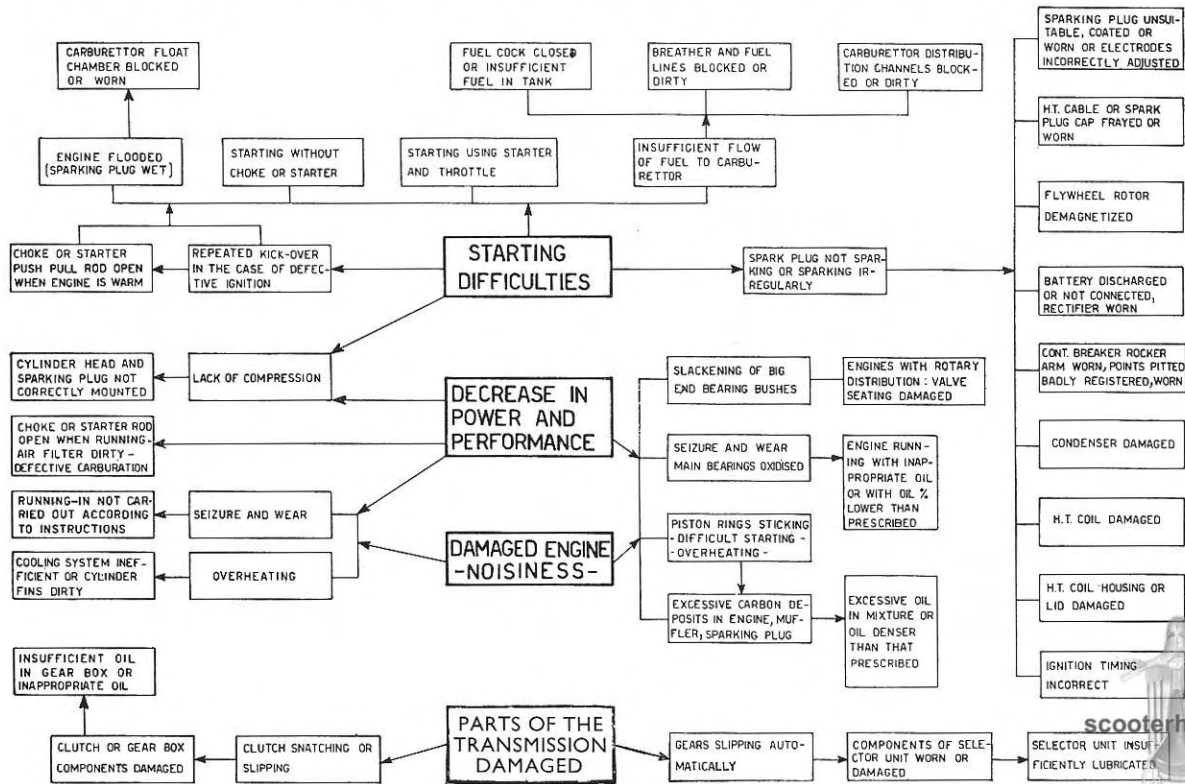 CARBURETTOR FLOAT
CHAMBER BLOCKED
OR WORN
FUEL COCK CLOSED
OR INSUFFICIENT
FUEL IN TANK
BREATHER AND FUEL
LINES BLOCKED OR
DIRTY
CARBURETTOR DISTRIB-
UTION CHANNELS BLOCK-
ED OR DIRTY
SPARKING PLUG UNSUI-
TABLE, COATED OR
WORN OR ELECTRODES
INCORRECTLY ADJUSTED
H.T. CABLE OR SPARK
PLUG CAP FRAYED OR
WORN
ENGINE FLOODED
(SPARKING PLUG WET)
STARTING WITHOUT
CHOKE OR STARTER
STARTING USING STARTER
AND THROTTLE
INSUFFICIENT FLOW
OF FUEL TO CARBU-
RETTOR
FLYWHEEL ROTOR
DEMAGNETIZED
CHOKE OR STARTER
PUSH PULL ROD OPEN
WHEN ENGINE IS WARM
REPEATED KICK-OVER
IN THE CASE OF DEFEC-
TIVE IGNITION
STARTING
DIFFICULTIES
SPARK PLUG NOT SPAR-
KING OR SPARKING IR-
REGULARLY
BATTERY DISCHARGED
OR NOT CONNECTED,
RECTIFIER WORN
CYLINDER HEAD AND
SPARKING PLUG NOT
CORRECTLY MOUNTED
LACK OF COMPRESSION
DECREASE IN
POWER AND
PERFORMANCE
SLACKENING OF BIG
END BEARING BUSHES
ENGINES WITH ROTARY
DISTRIBUTION: VALVE
SEATING DAMAGED
CONT. BREAKER ROCKER
ARM WORN, POINTS PITTED
BADLY REGISTERED, WORN
CHOKE OR STARTER ROD
OPEN WHEN RUNNING-
AIR FILTER DIRTY-
DEFECTIVE CARBURATION
SEIZURE AND WEAR
MAIN BEARINGS OXIDISED
ENGINE RUNN-
ING WITH INAP-
PROPRIATE OIL
OR WITH OIL %
LOWER THAN
PRESCRIBED
CONDENSER DAMAGED
RUNNING-IN NOT CAR-
RIED OUT ACCORDING
TO INSTRUCTIONS
SEIZURE AND WEAR
PISTON RINGS STICKING
-DIFFICULT STARTING-
-OVERHEATING-
H.T. COIL DAMAGED
COOLING SYSTEM INEF-
FICIENT OR CYLINDER
FINS DIRTY
OVERHEATING
DAMAGED ENGINE
-NOISINESS-
EXCESSIVE CARBON DE-
POSITS IN ENGINE, MUF-
FLER, SPARKING PLUG
EXCESSIVE OIL
IN MIXTURE OR
OIL DENSER
THAN THAT
PRESCRIBED
H.T. COIL HOUSING OR
LID DAMAGED
INSUFFICIENT OIL
IN GEAR BOX OR
INAPPROPRIATE OIL
IGNITION TIMING
INCORRECT
CLUTCH OR GEAR BOX
COMPONENTS DAMAGED
CLUTCH SNATCHING OR
SLIPPING
PARTS OF THE
TRANSMISSION
DAMAGED
GEARS SLIPPING AUTO-
MATICALLY
COMPONENTS OF SELE-
CTOR UNIT WORN OR
DAMAGED
SELECTOR UNIT INSUF-
FICIENTLY LUBRICATED
scooterh